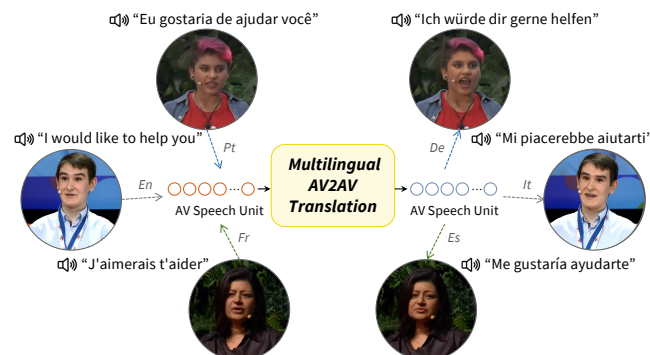 “Eu gostaria de ajudar você”
“Ich würde dir gerne helfen”
“I would like to help you”
Pt
Multilingual
AV2AV
Translation
De
“Mi piacerebbe aiutarti’
En
AV Speech Unit
AV Speech Unit
It
Fr
Es
“J'aimerais t'aider”
“Me gustaría ayudarte”